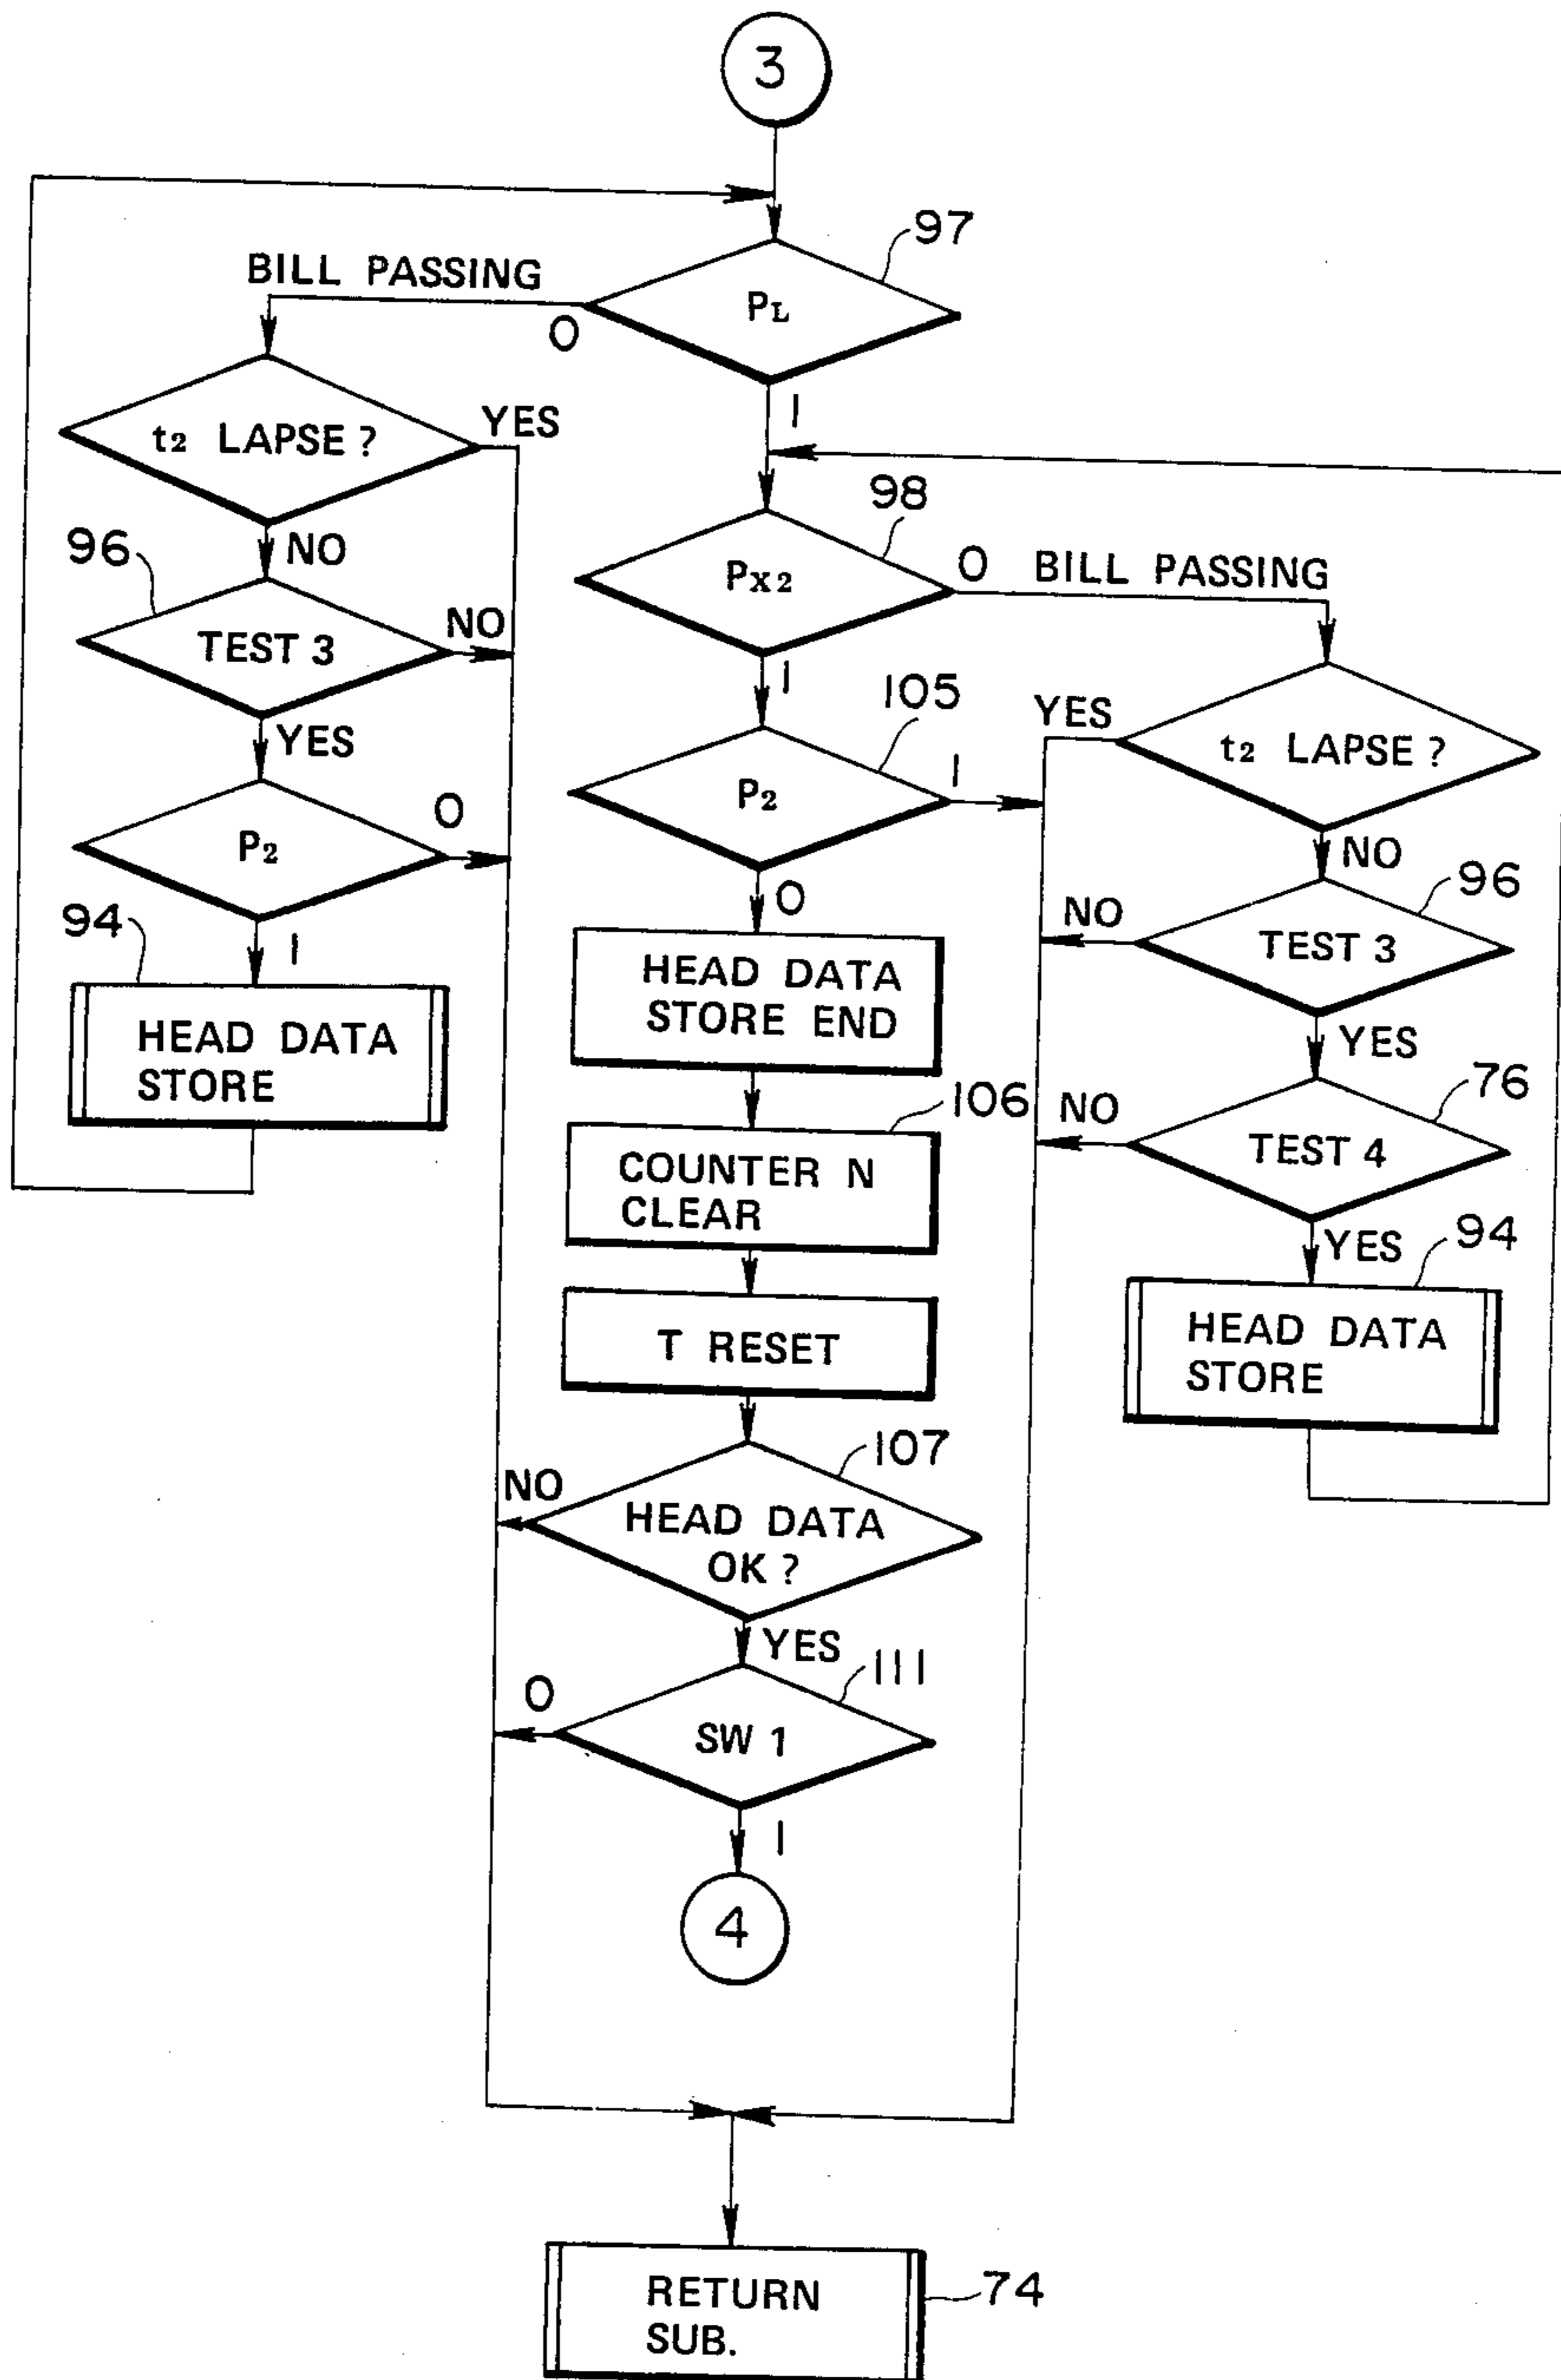 3
97
BILL PASSING
PL
0
1
t2 LAPSE ?
YES
98
NO
96
PX2
0 BILL PASSING
TEST 3
NO
1
105
YES
YES
t2 LAPSE ?
P2
0
P2
1
NO
94
1
0
96
HEAD DATA
STORE
HEAD DATA
STORE END
NO
TEST 3
YES
106
76
NO
COUNTER N
CLEAR
TEST 4
YES
94
T RESET
HEAD DATA
STORE
107
NO
HEAD DATA
OK ?
YES
111
0
SW 1
1
4
RETURN
SUB.
74